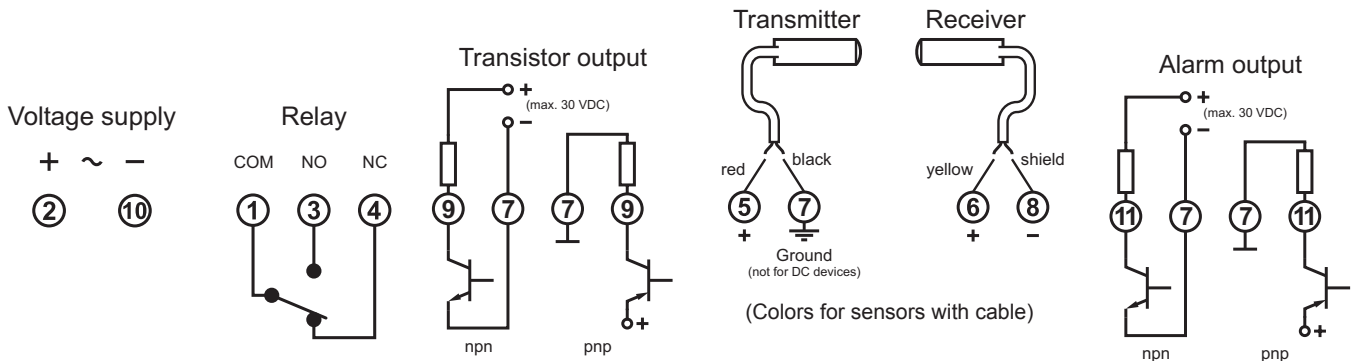 Voltage supply
+ ~ −
2 10
Relay
COM NO NC
1 3 4
Transistor output
+
(max. 30 VDC)
−
9 7 7 9
+
npn pnp
Transmitter
red black
5 7
+
Ground
(not for DC devices)
Receiver
yellow shield
6 8
+ −
(Colors for sensors with cable)
Alarm output
+
(max. 30 VDC)
−
11 7 7 11
+
npn pnp